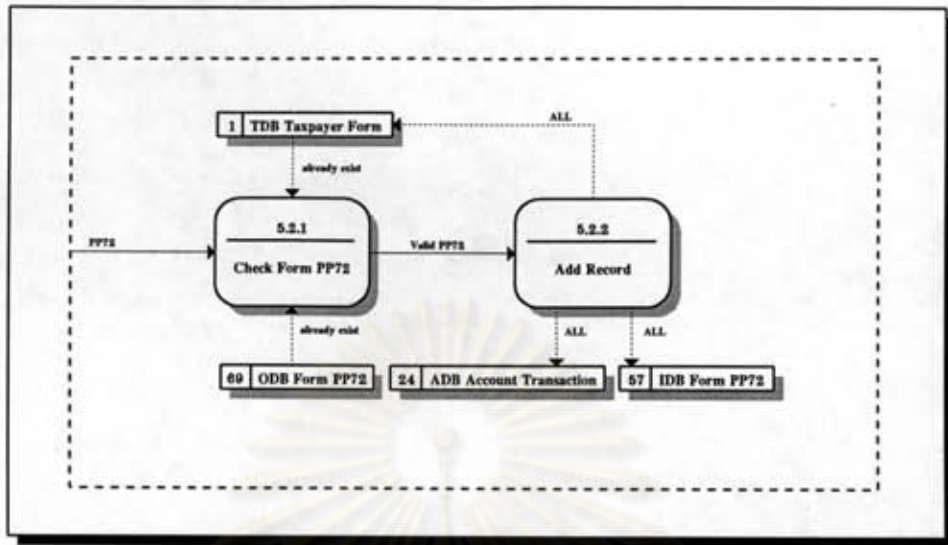 ALL
1 TDB Taxpayer Form
already exist
5.2.1
5.2.2
PP72
Valid PP72
Check Form PP72
Add Record
already exist
ALL
ALL
69 ODB Form PP72
24 ADB Account Transaction
57 IDB Form PP72